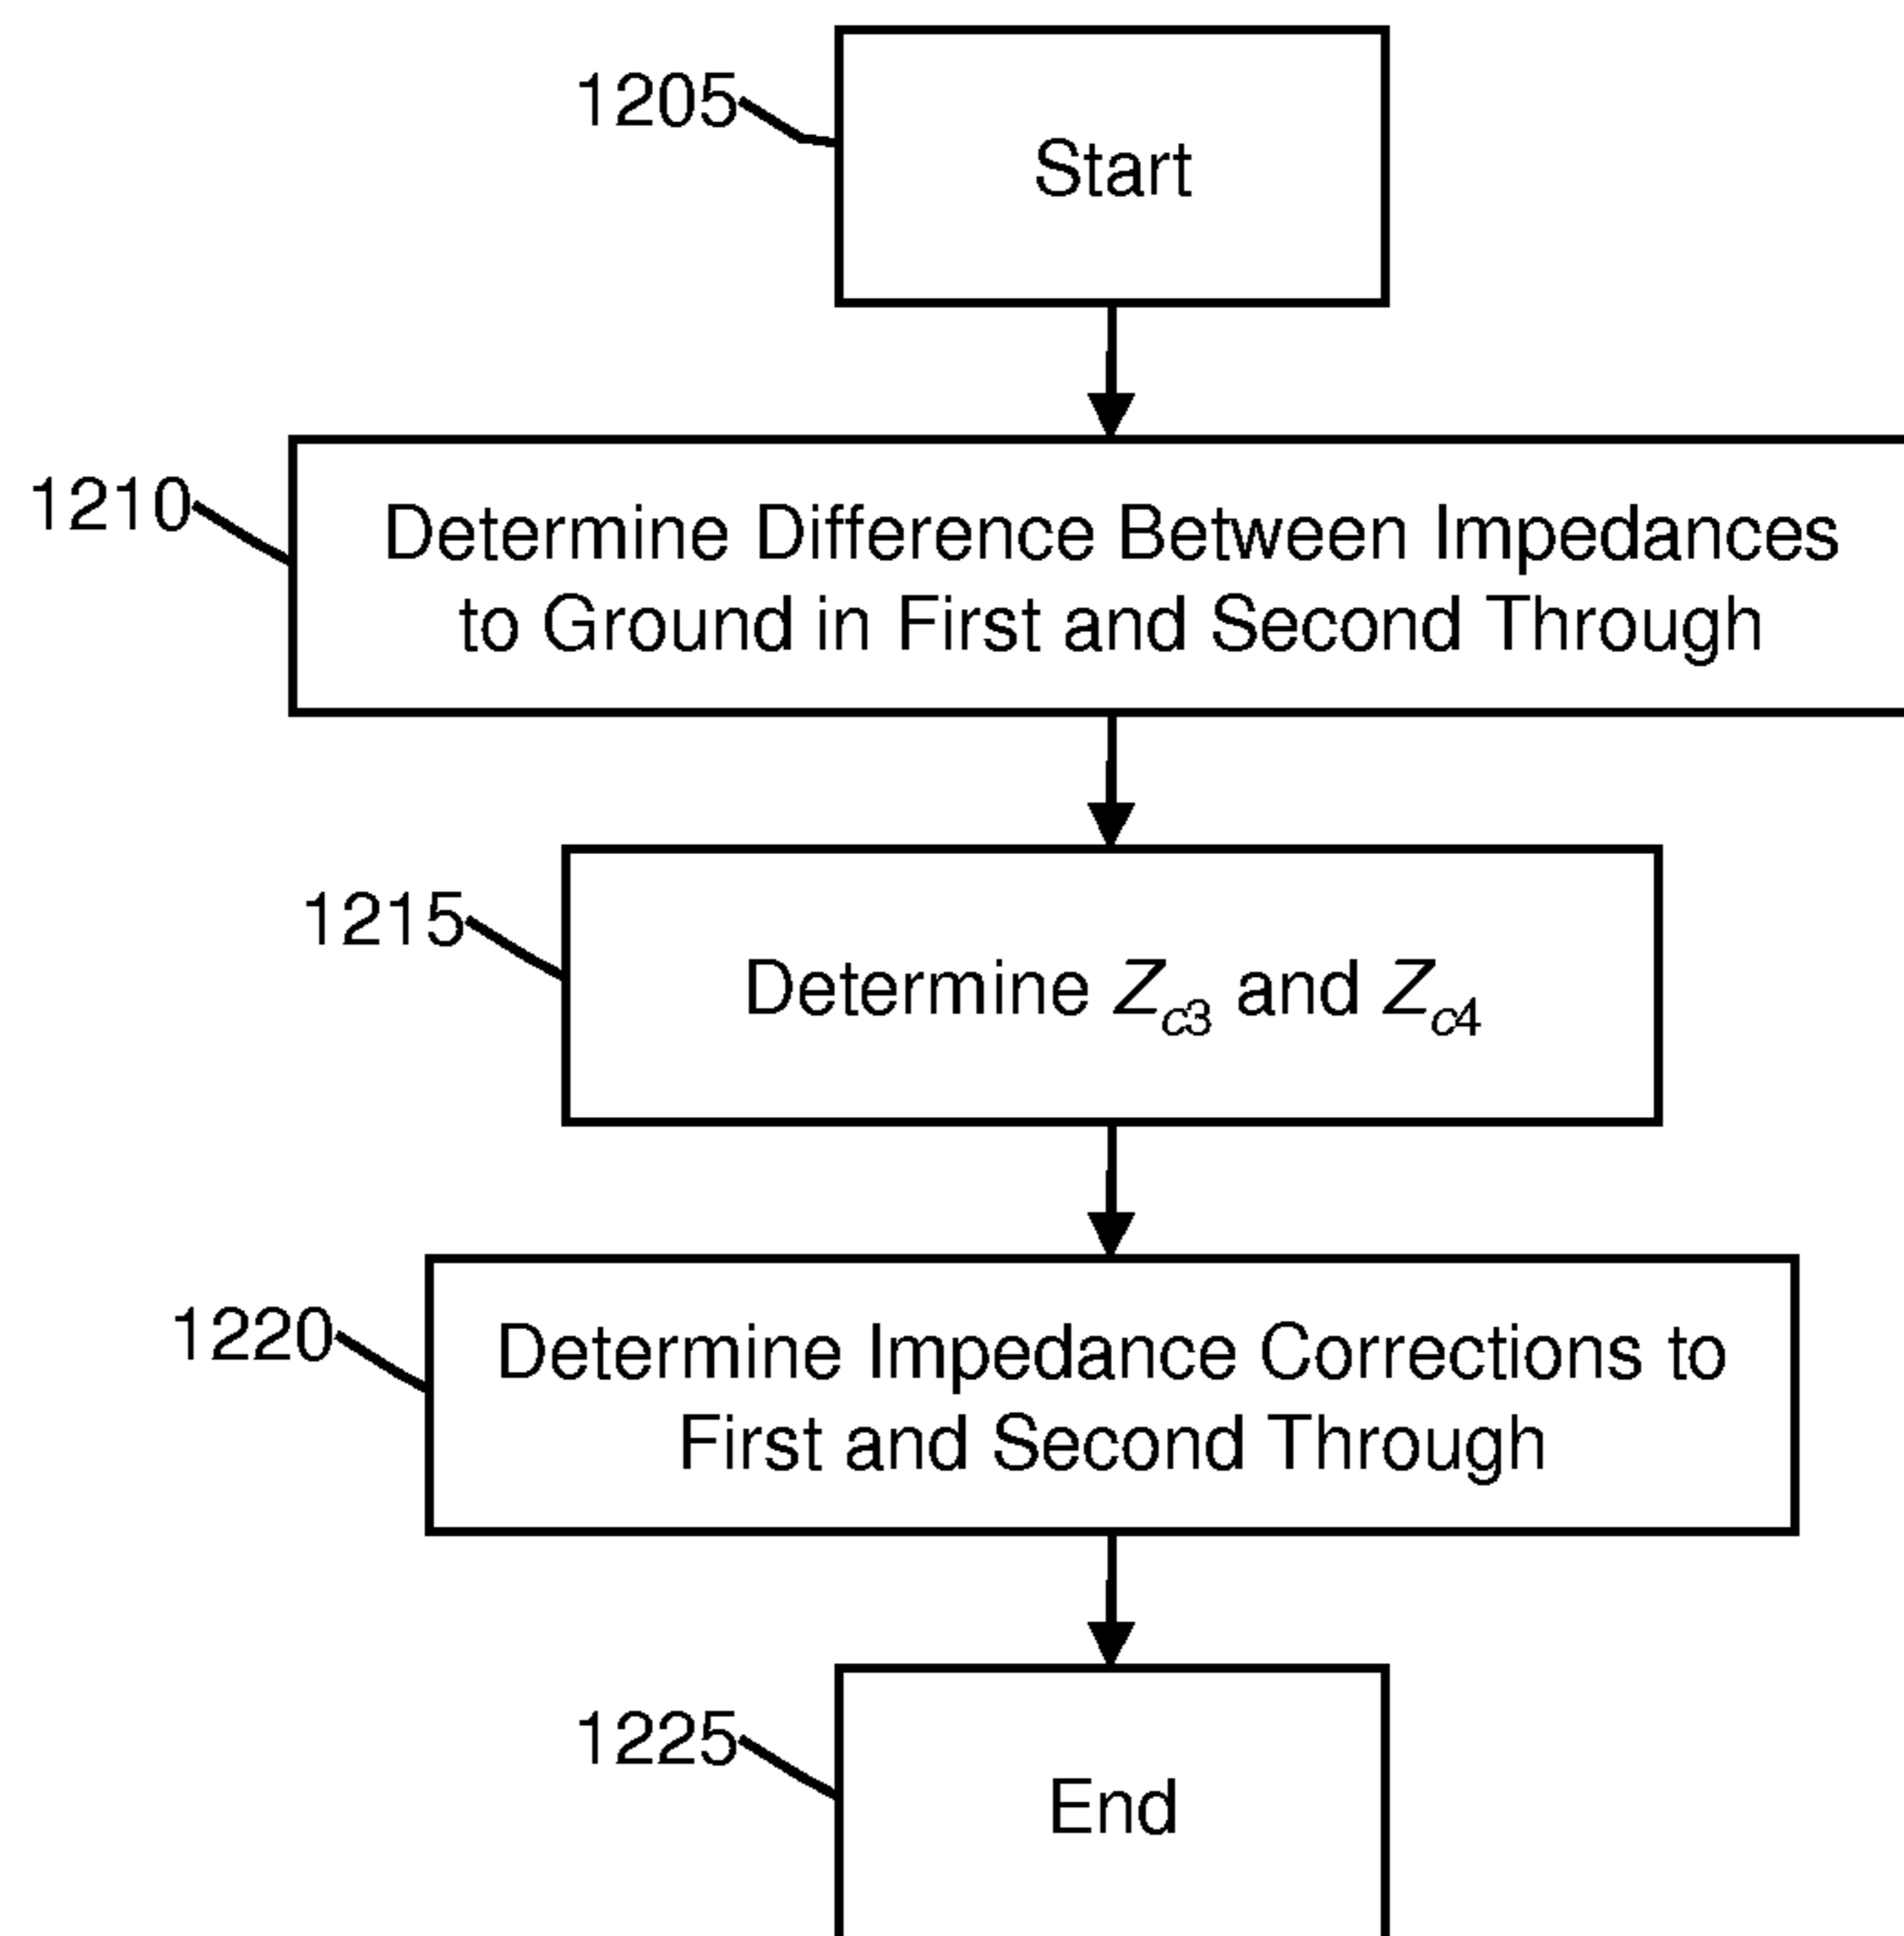 1205
Start
1210
Determine Difference Between Impedances
to Ground in First and Second Through
1215
Determine Zc3 and Zc4
1220
Determine Impedance Corrections to
First and Second Through
1225
End